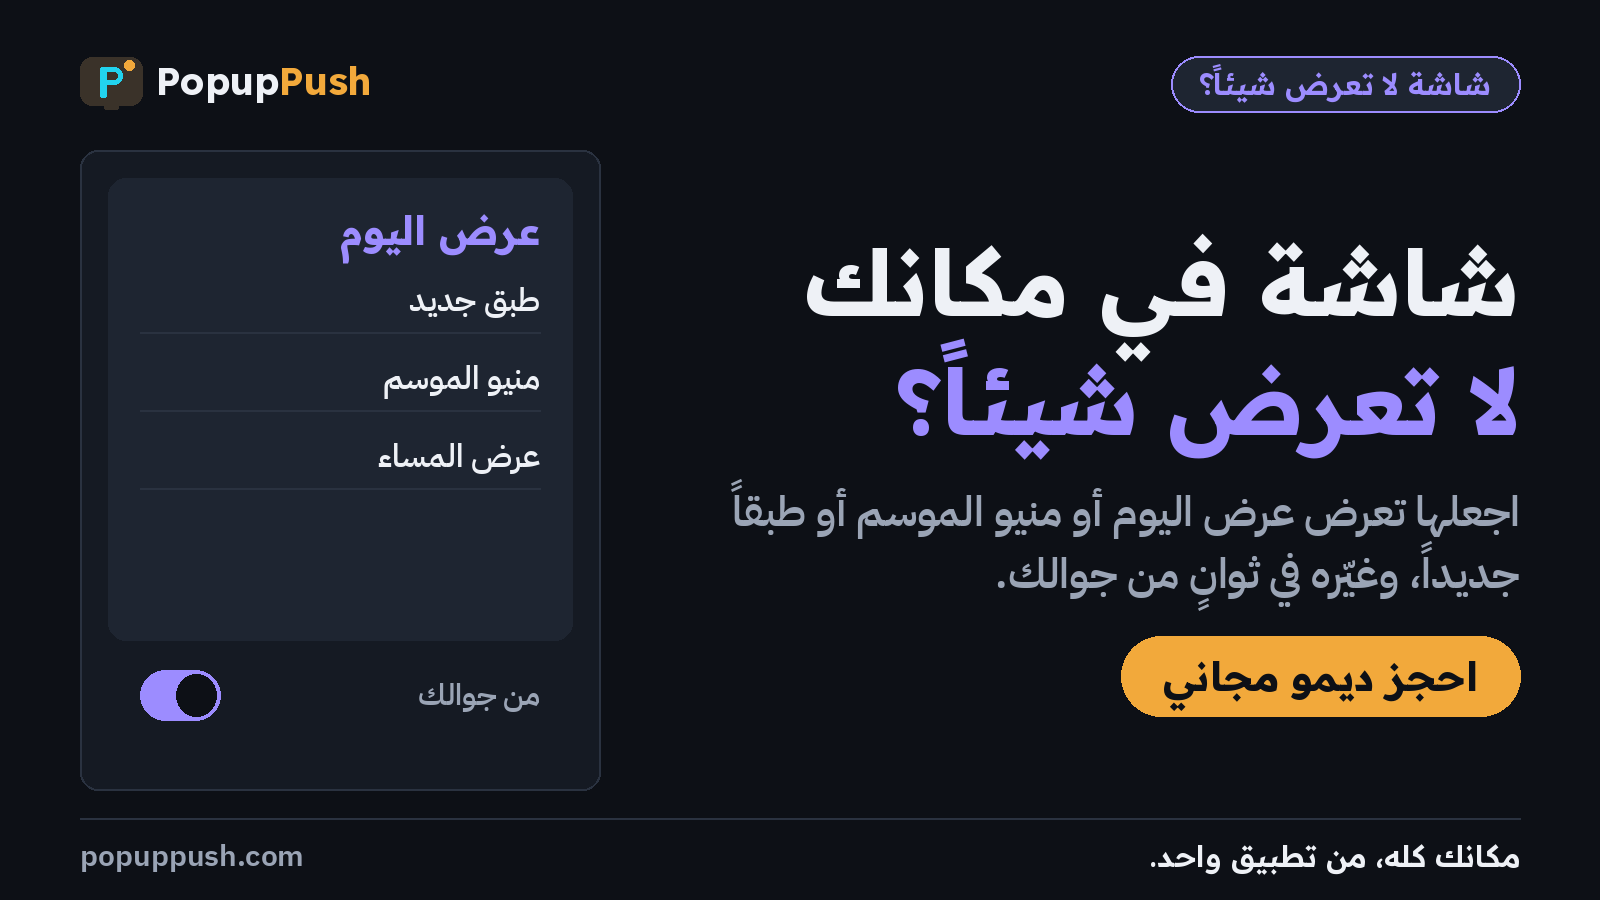 PopupPush
شاشة لا تعرض شيئاً؟
شاشة في مكانك
لا تعرض شيئاً؟
اجعلها تعرض عرض اليوم أو منيو الموسم أو طبقاً
جديداً، وغيّره في ثوانٍ من جوالك.
احجز ديمو مجاني
عرض اليوم
طبق جديد
منيو الموسم
عرض المساء
من جوالك
مكانك كله، من تطبيق واحد.
popuppush.com